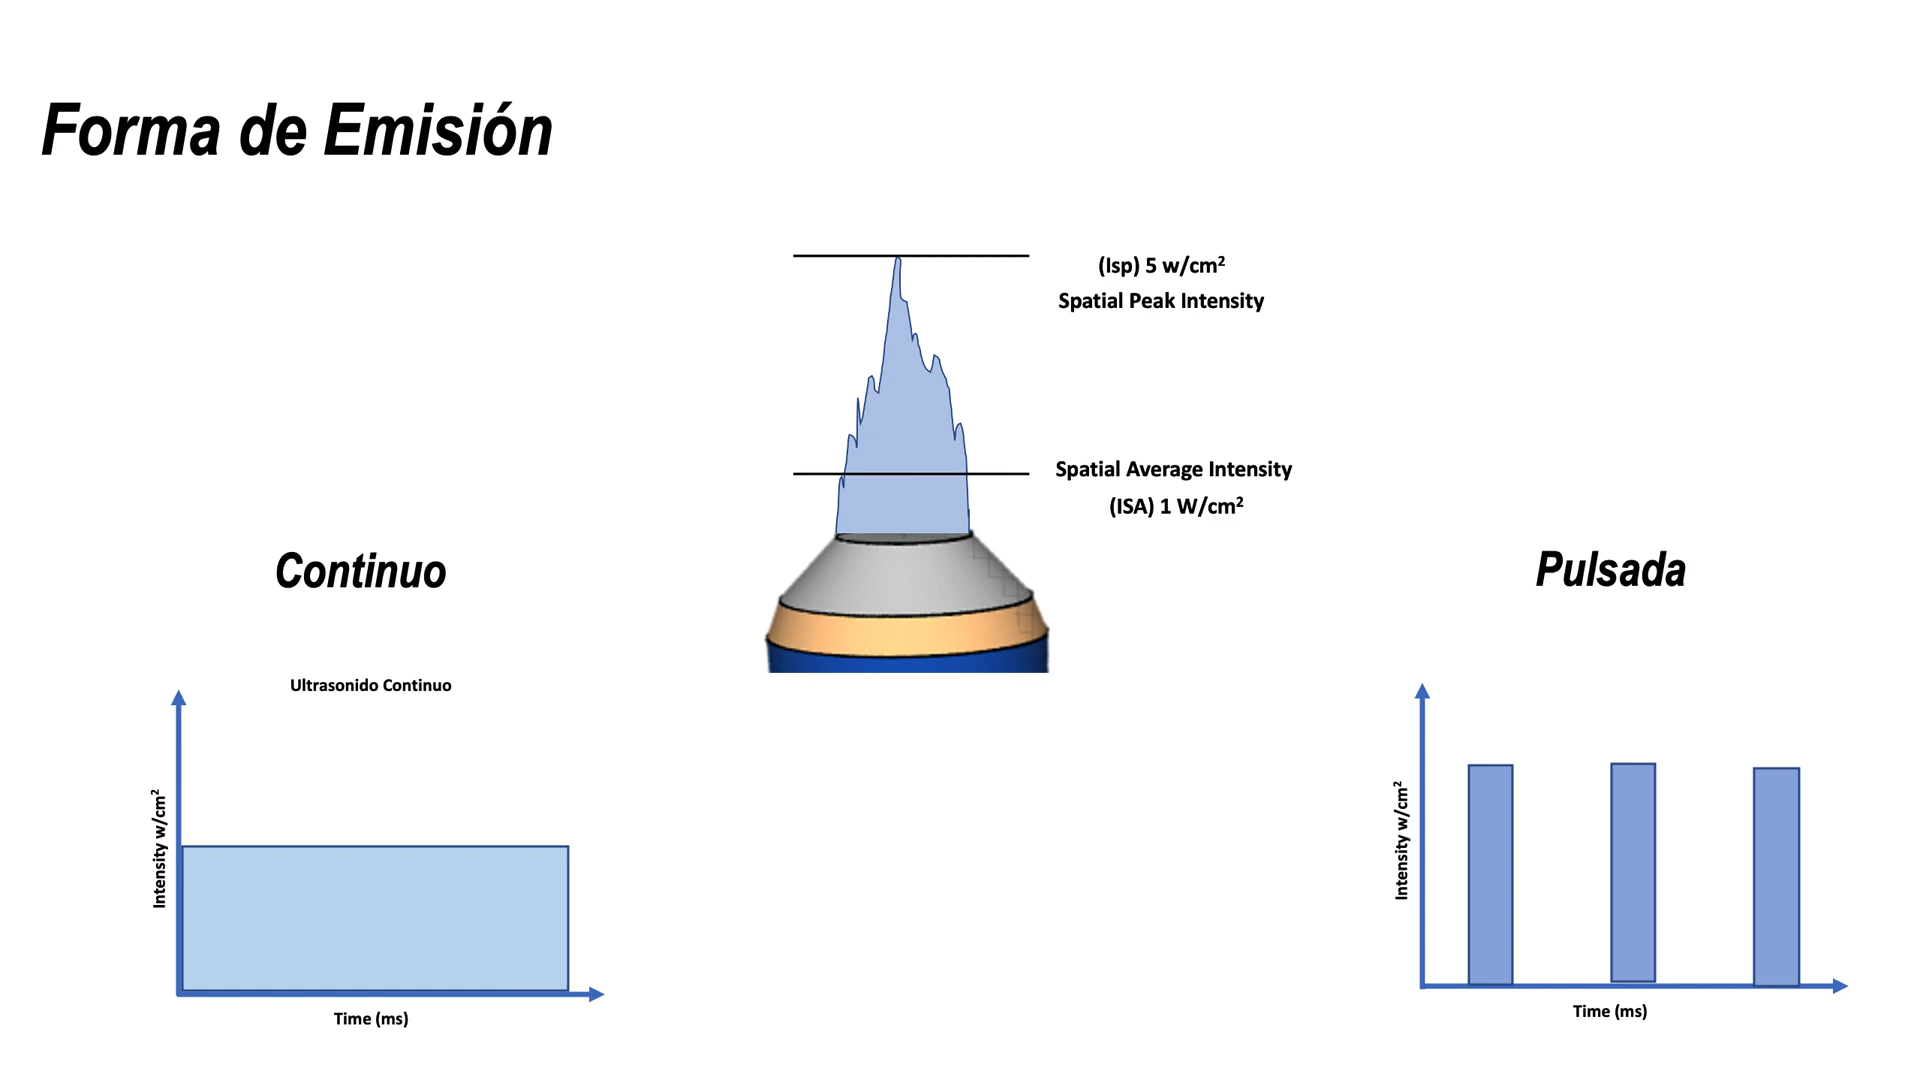 Forma de Emisión
(Isp) 5 w/cm²
Spatial Peak Intensity
Spatial Average Intensity
(ISA) 1 W/cm²
Continuo
Pulsada
Ultrasonido Continuo
Intensity w/cm²
Time (ms)
Intensity w/cm²
Time (ms)